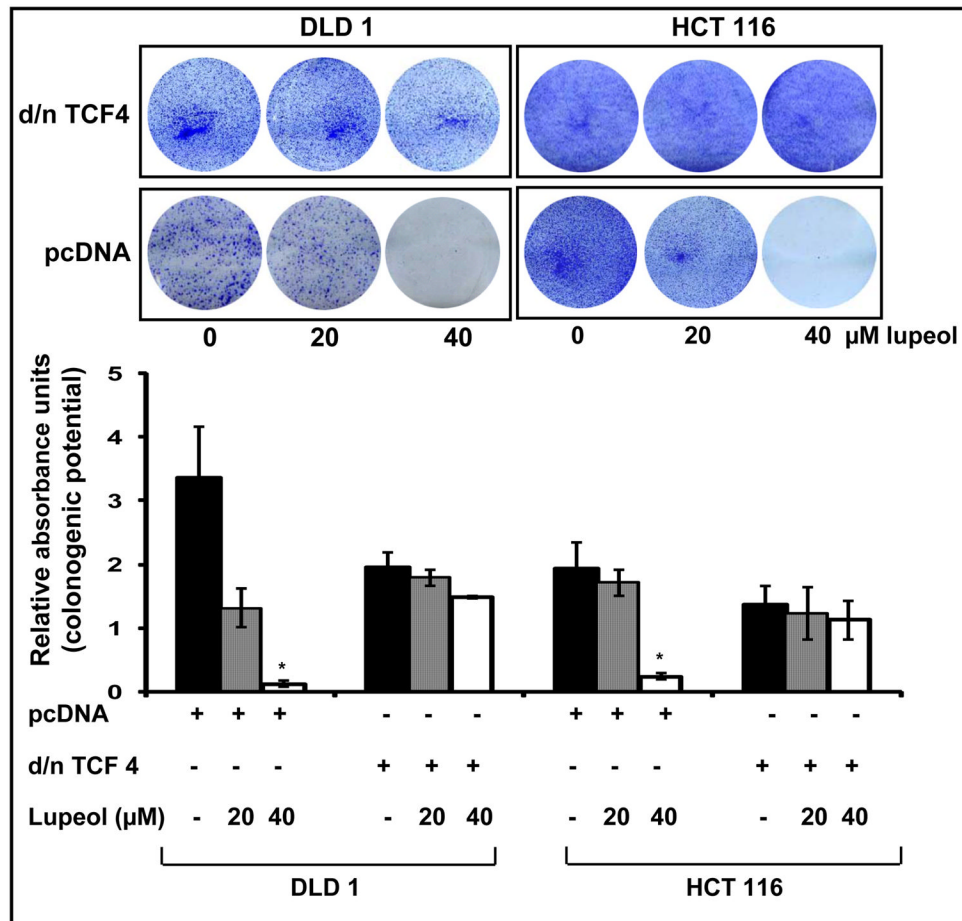 DLD 1 HCT 116
d/n TCF4
pcDNA
0 20 40 0 20 40 µM lupeol
Relative absorbance units
(colonogenic potential)
5
4
3
2
1
0
* *
pcDNA + + + - - - + + + - - -
d/n TCF 4 - - - + + + - - - + + +
Lupeol (µM) - 20 40 - 20 40 - 20 40 - 20 40
DLD 1 HCT 116